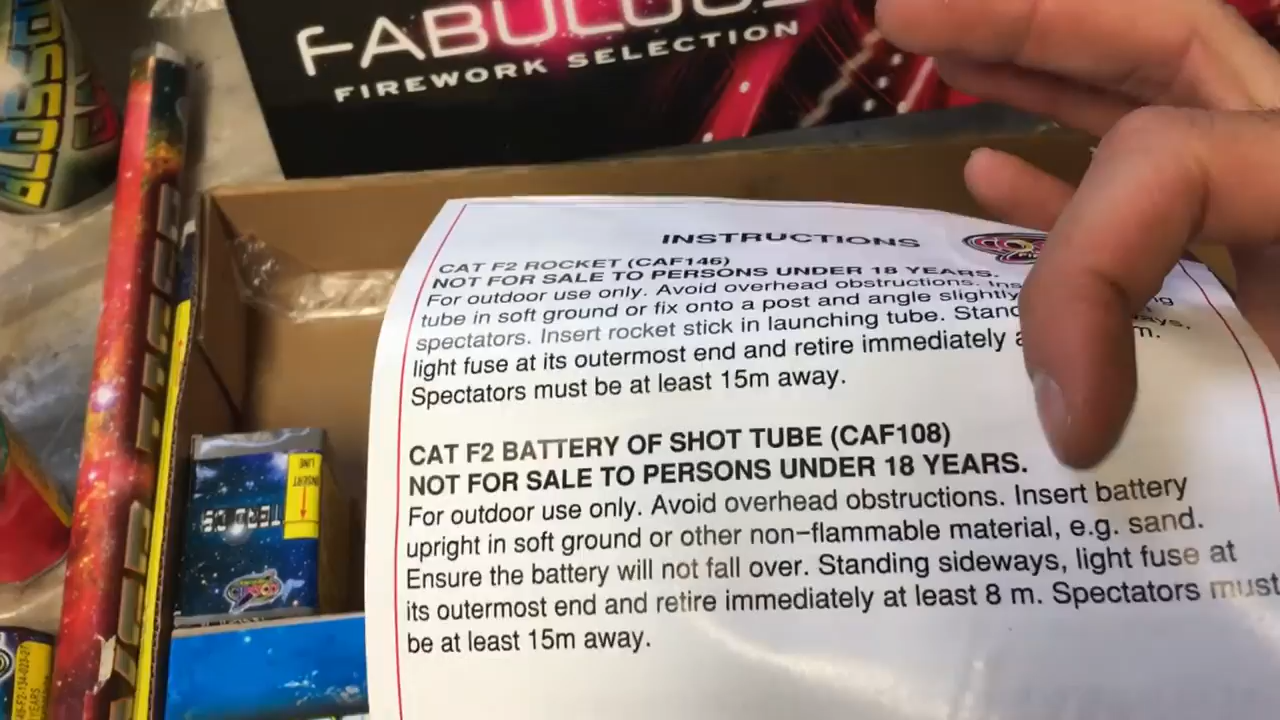 FABULOUS
FIREWORK SELECTION
INSTRUCTIONS
CAT F2 ROCKET (CAF146)
NOT FOR SALE TO PERSONS UNDER 18 YEARS.
For outdoor use only. Avoid overhead obstructions. Ins
tube in soft ground or fix onto a post and angle slightly
spectators. Insert rocket stick in launching tube. Stand
light fuse at its outermost end and retire immediately a m.
Spectators must be at least 15m away.
CAT F2 BATTERY OF SHOT TUBE (CAF108)
NOT FOR SALE TO PERSONS UNDER 18 YEARS.
For outdoor use only. Avoid overhead obstructions. Insert battery
upright in soft ground or other non-flammable material, e.g. sand.
Ensure the battery will not fall over. Standing sideways, light fuse at
its outermost end and retire immediately at least 8 m. Spectators must
be at least 15m away.
INSERT
LINE
YEARS